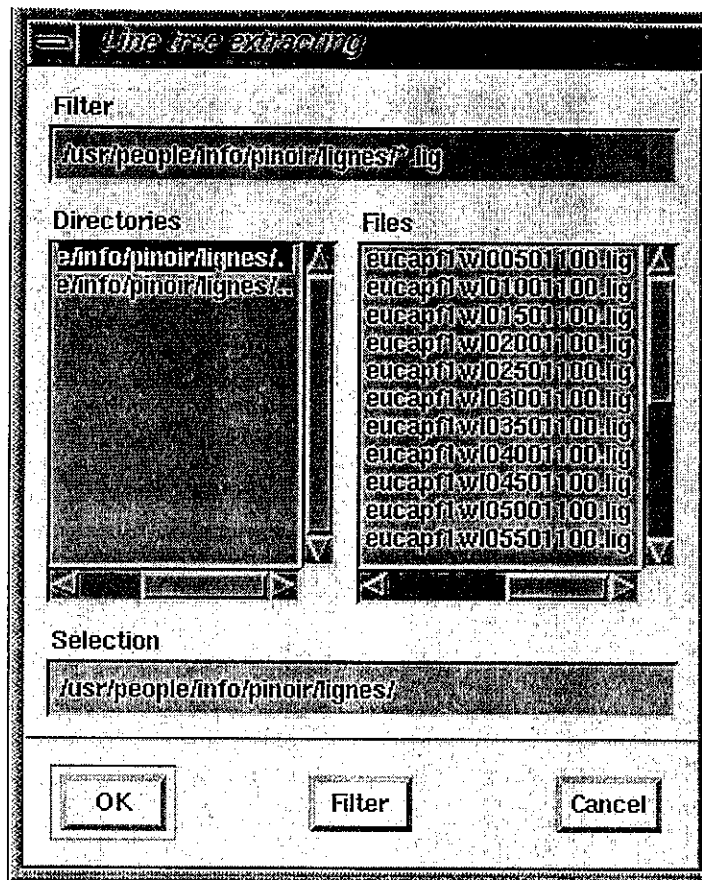 Line tree extracting
Filter
/usr/people/info/pinoir/lignes/*.lig
Directories
Files
e/info/pinoir/lignes/.
e/info/pinoir/lignes/..
eucapf1.wl00501100.lig
eucapf1.wl01001100.lig
eucapf1.wl01501100.lig
eucapf1.wl02001100.lig
eucapf1.wl02501100.lig
eucapf1.wl03001100.lig
eucapf1.wl03501100.lig
eucapf1.wl04001100.lig
eucapf1.wl04501100.lig
eucapf1.wl05001100.lig
eucapf1.wl05501100.lig
Selection
/usr/people/info/pinoir/lignes/
OK
Filter
Cancel